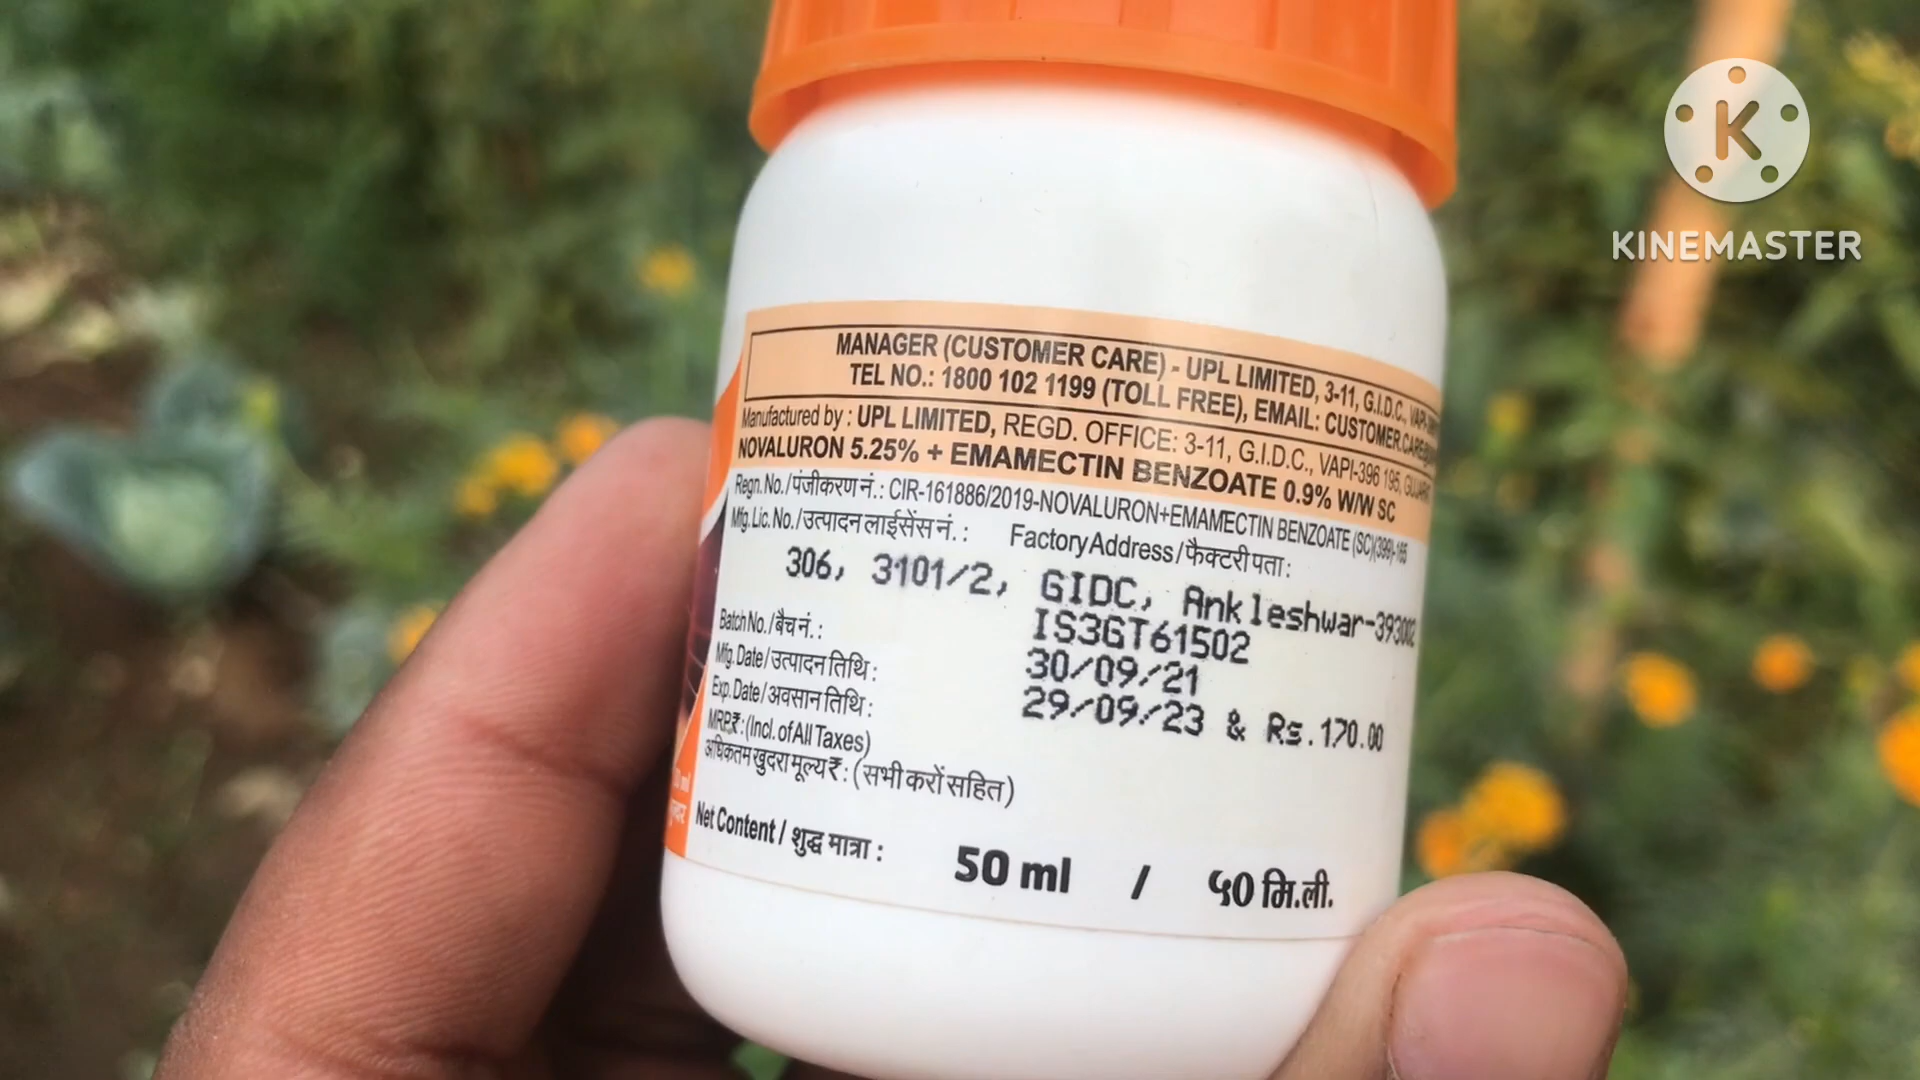 KINEMASTER
MANAGER (CUSTOMER CARE) - UPL LIMITED, 3-11, G.I.D.C., VAPI-
TEL NO.: 1800 102 1199 (TOLL FREE), EMAIL: CUSTOMER.CARE@
Manufactured by : UPL LIMITED, REGD. OFFICE: 3-11, G.I.D.C., VAPI-396 195,
NOVALURON 5.25% + EMAMECTIN BENZOATE 0.9% W/W SC
Regn. No./पंजीकरण नं.: CIR-161886/2019-NOVALURON+EMAMECTIN BENZOATE (SC)(399)-
Mfg. Lic. No./उत्पादन लाईसेंस नं. : Factory Address / फैक्टरी पता :
306, 3101/2, GIDC, Ankleshwar-393002
Batch No./बैच नं.: IS3GT61502
Mfg. Date/उत्पादन तिथि : 30/09/21
Exp. Date/अवसान तिथि : 29/09/23 & Rs.170.00
MRP₹:(Incl. of All Taxes)
अधिकतम खुदरा मूल्य ₹ : (सभी करों सहित)
Net Content / शुद्ध मात्रा : 50 ml / ५० मि.ली.